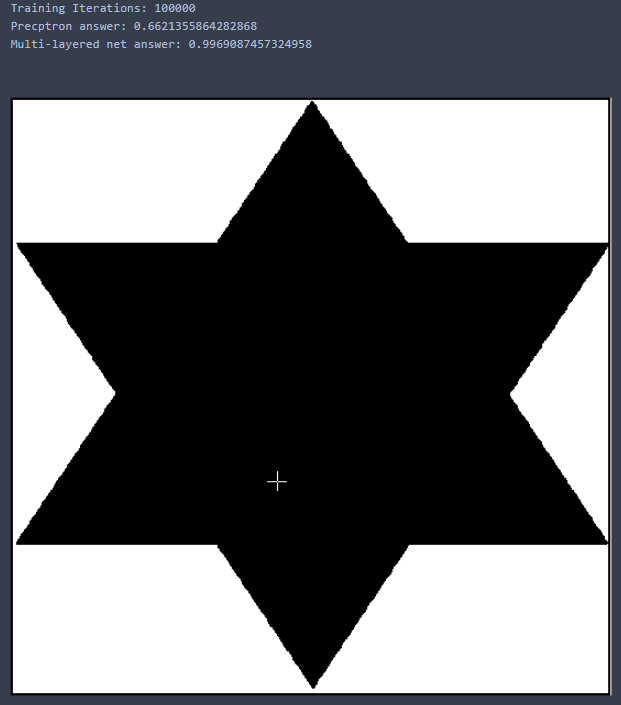 Training Iterations: 100000
Precptron answer: 0.6621355864282868
Multi-layered net answer: 0.9969087457324958